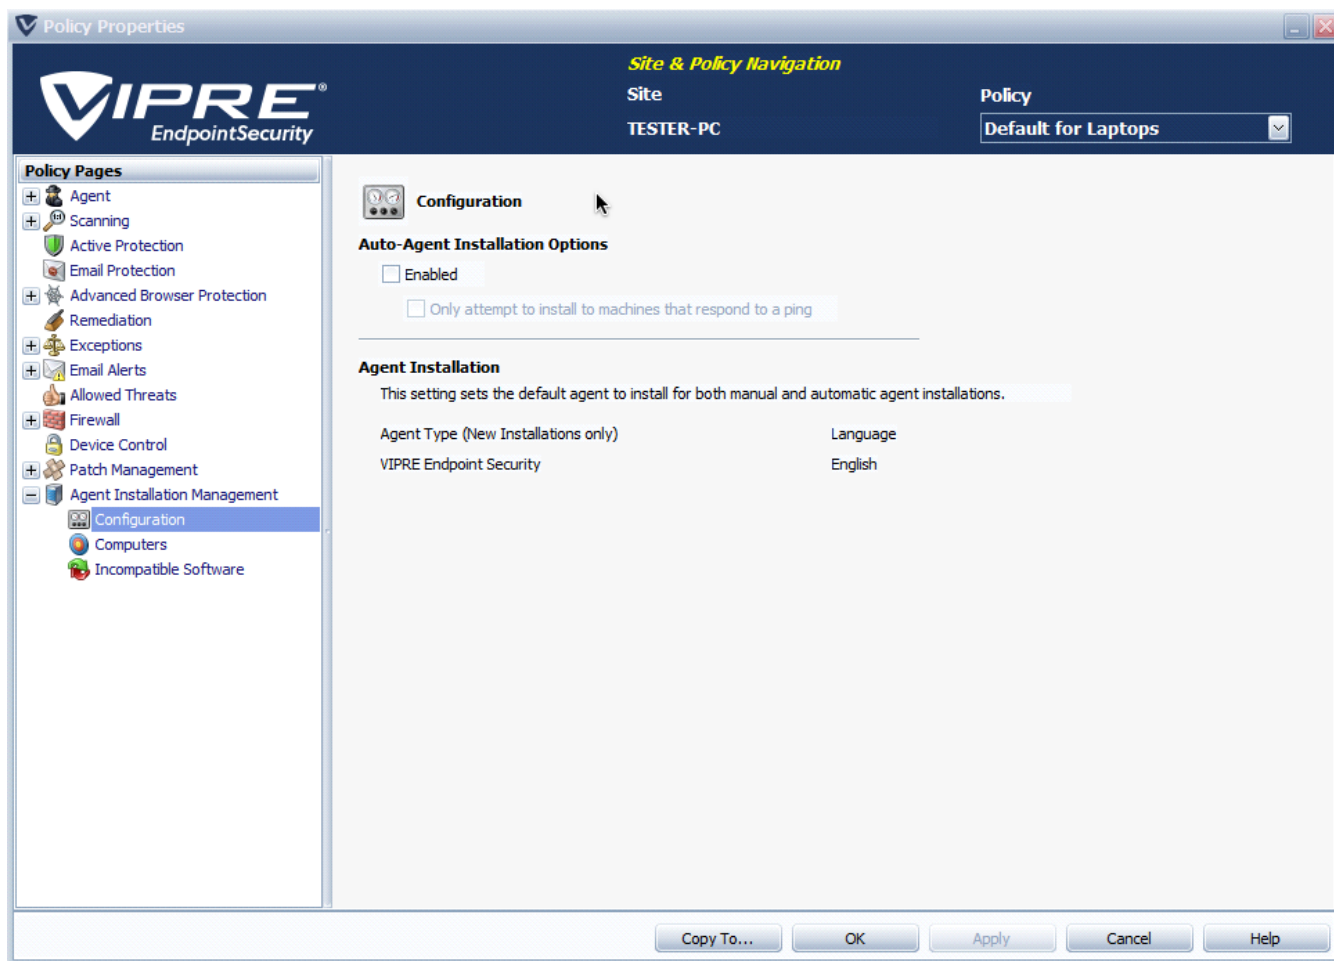 Policy Properties
VIPRE®
EndpointSecurity
Site & Policy Navigation
Site
Policy
TESTER-PC
Default for Laptops
Policy Pages
Agent
Scanning
Active Protection
Email Protection
Advanced Browser Protection
Remediation
Exceptions
Email Alerts
Allowed Threats
Firewall
Device Control
Patch Management
Agent Installation Management
Configuration
Computers
Incompatible Software
Configuration
Auto-Agent Installation Options
Enabled
Only attempt to install to machines that respond to a ping
Agent Installation
This setting sets the default agent to install for both manual and automatic agent installations.
Agent Type (New Installations only)
Language
VIPRE Endpoint Security
English
Copy To...
OK
Apply
Cancel
Help